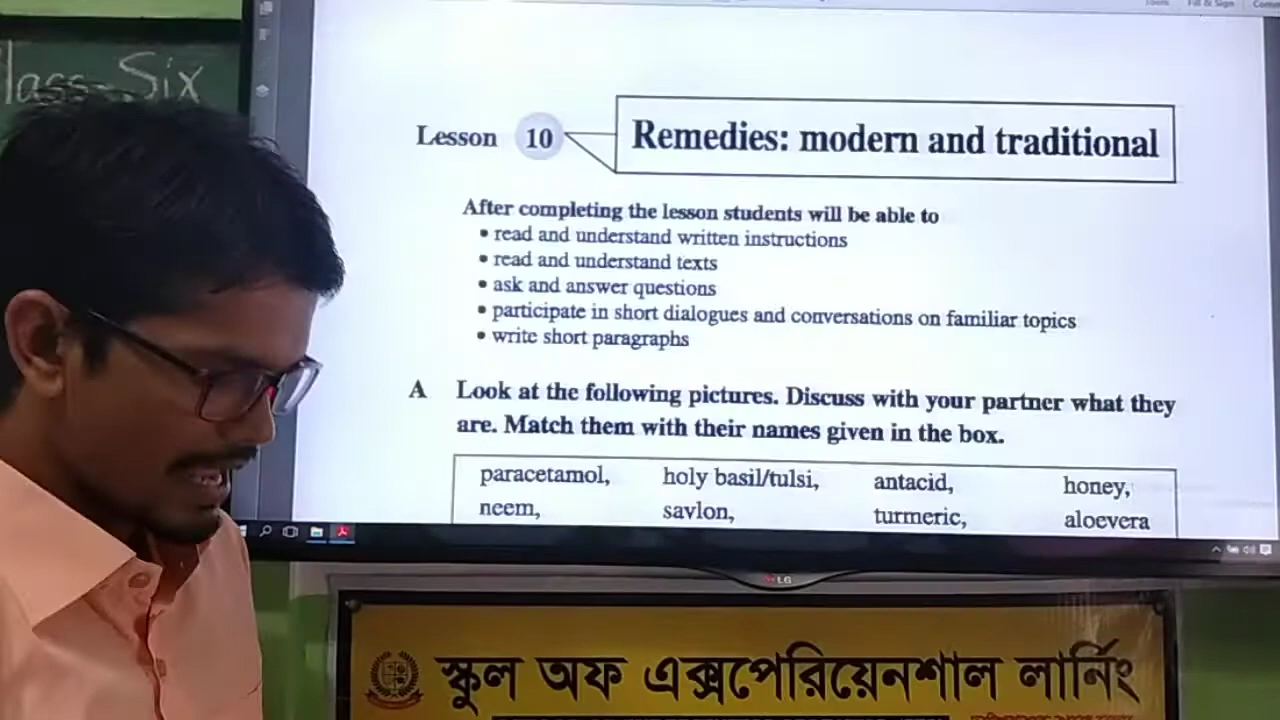 Class-Six
Fill & Sign
Lesson 10 Remedies: modern and traditional
After completing the lesson students will be able to
• read and understand written instructions
• read and understand texts
• ask and answer questions
• participate in short dialogues and conversations on familiar topics
• write short paragraphs
A Look at the following pictures. Discuss with your partner what they
are. Match them with their names given in the box.
paracetamol, holy basil/tulsi, antacid, honey,
neem, savlon, turmeric, aloevera
LG
স্কুল অফ এক্সপেরিয়েনশাল লার্নিং